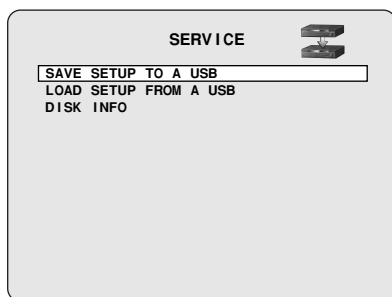 SERVICE
SAVE SETUP TO A USB
LOAD SETUP FROM A USB
DISK INFO